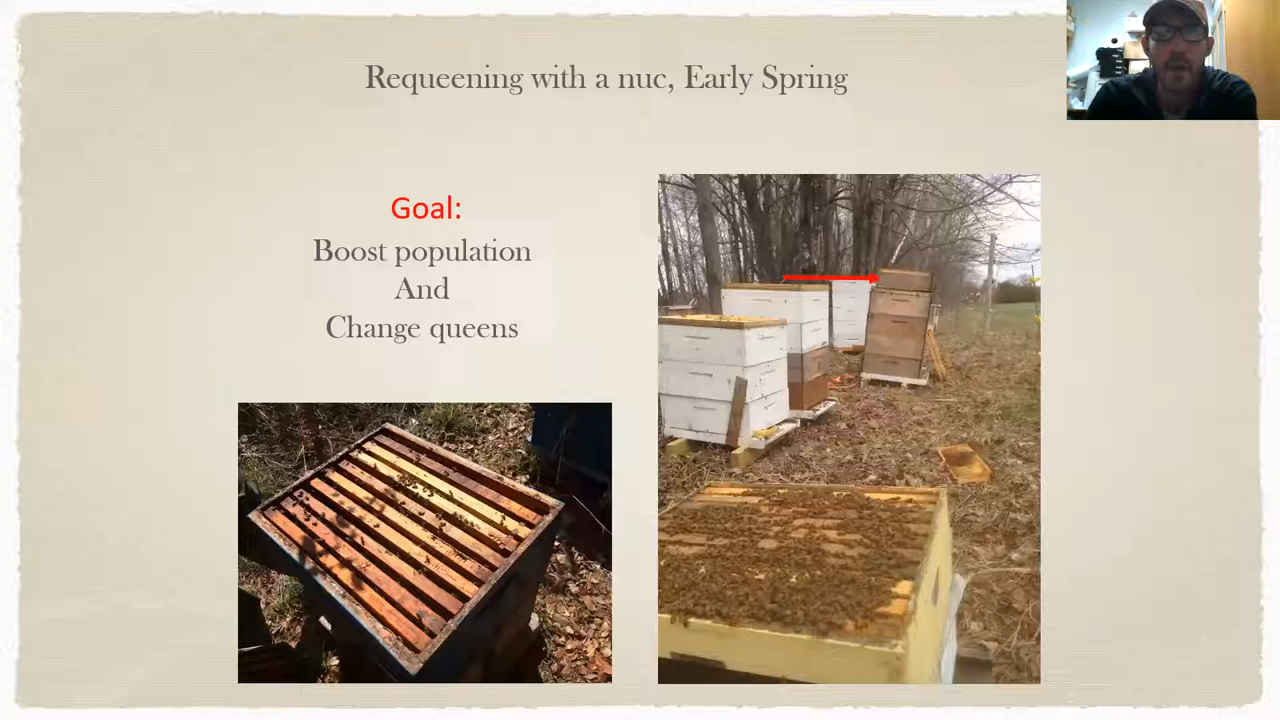 Requeening with a nuc, Early Spring
Goal:
Boost population
And
Change queens